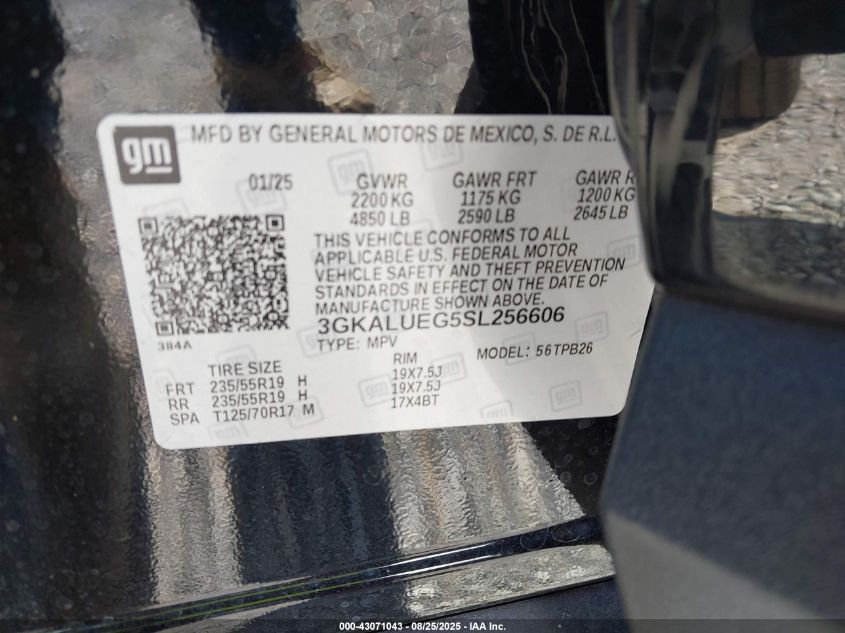 gm
MFD BY GENERAL MOTORS DE MEXICO, S. DE R.L.
01/25 GVWR GAWR FRT GAWR R
2200 KG 1175 KG 1200 KG
4850 LB 2590 LB 2645 LB
THIS VEHICLE CONFORMS TO ALL
APPLICABLE U.S. FEDERAL MOTOR
VEHICLE SAFETY AND THEFT PREVENTION
STANDARDS IN EFFECT ON THE DATE OF
MANUFACTURE SHOWN ABOVE.
3GKALUEG5SL256606
384A
TYPE: MPV MODEL: 56TPB26
TIRE SIZE RIM
FRT 235/55R19 H 19X7.5J
RR 235/55R19 H 19X7.5J
SPA T125/70R17 M 17X4BT
000-43071043 - 08/25/2025 - IAA Inc.